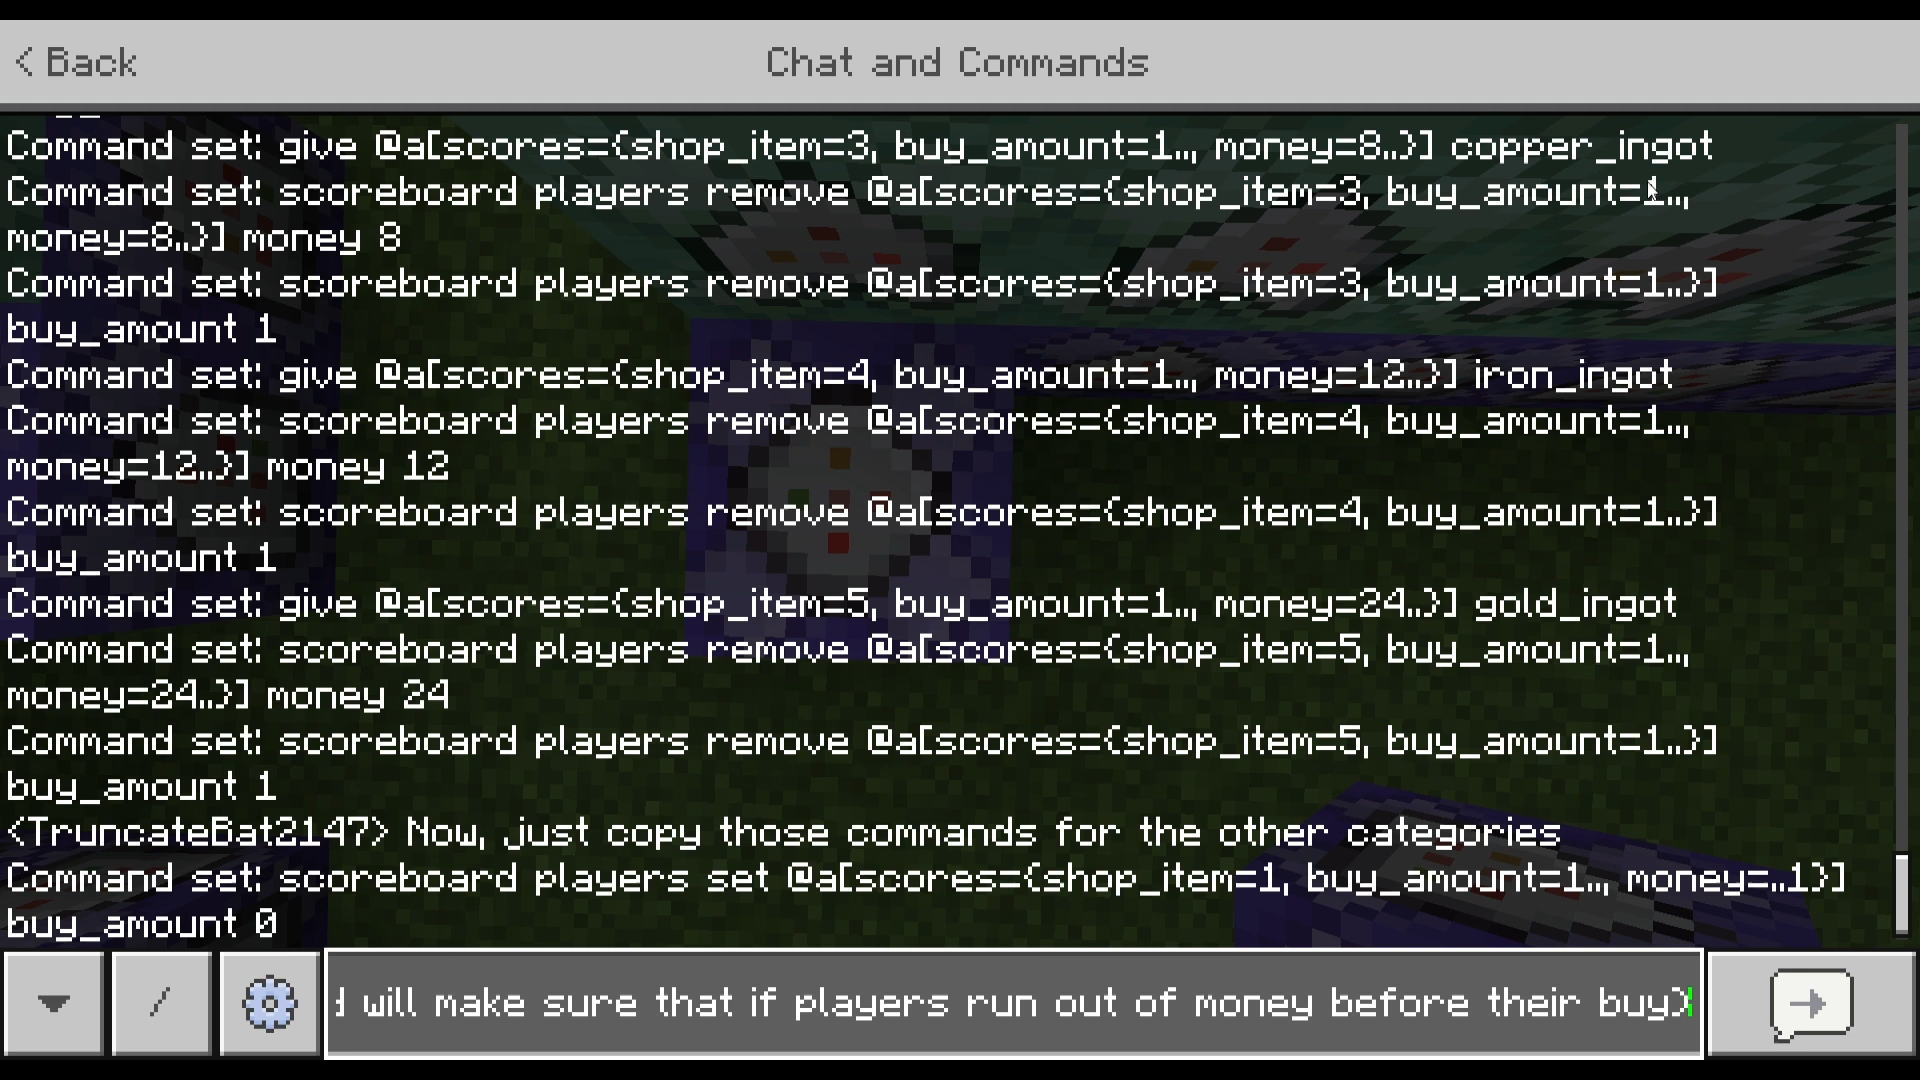 < Back
Chat and Commands
Command set: give @a[scores={shop_item=3, buy_amount=1.., money=8..}] copper_ingot
Command set: scoreboard players remove @a[scores={shop_item=3, buy_amount=1..,
money=8..}] money 8
Command set: scoreboard players remove @a[scores={shop_item=3, buy_amount=1..}]
buy_amount 1
Command set: give @a[scores={shop_item=4, buy_amount=1.., money=12..}] iron_ingot
Command set: scoreboard players remove @a[scores={shop_item=4, buy_amount=1..,
money=12..}] money 12
Command set: scoreboard players remove @a[scores={shop_item=4, buy_amount=1..}]
buy_amount 1
Command set: give @a[scores={shop_item=5, buy_amount=1.., money=24..}] gold_ingot
Command set: scoreboard players remove @a[scores={shop_item=5, buy_amount=1..,
money=24..}] money 24
Command set: scoreboard players remove @a[scores={shop_item=5, buy_amount=1..}]
buy_amount 1
<TruncateBat2147> Now, just copy those commands for the other categories
Command set: scoreboard players set @a[scores={shop_item=1, buy_amount=1.., money=..1}]
buy_amount 0
/ will make sure that if players run out of money before their buy)